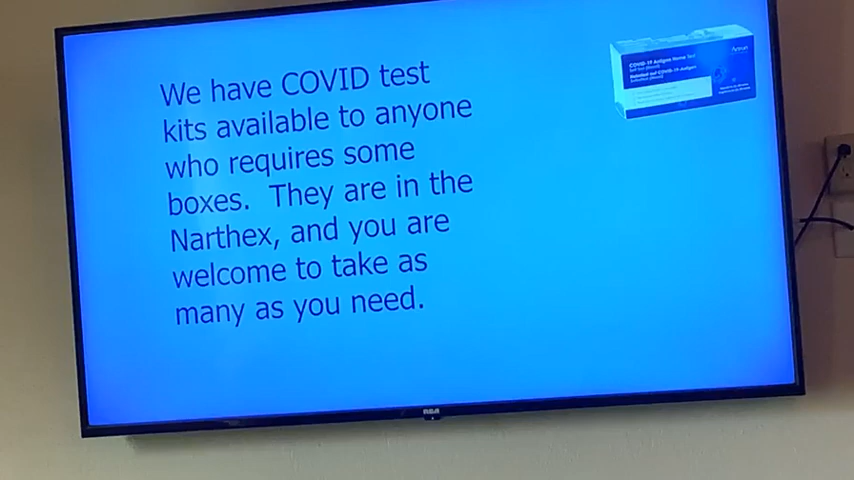 We have COVID test
kits available to anyone
who requires some
boxes. They are in the
Narthex, and you are
welcome to take as
many as you need.
COVID-19 Antigen Home Test
Artron
RCA